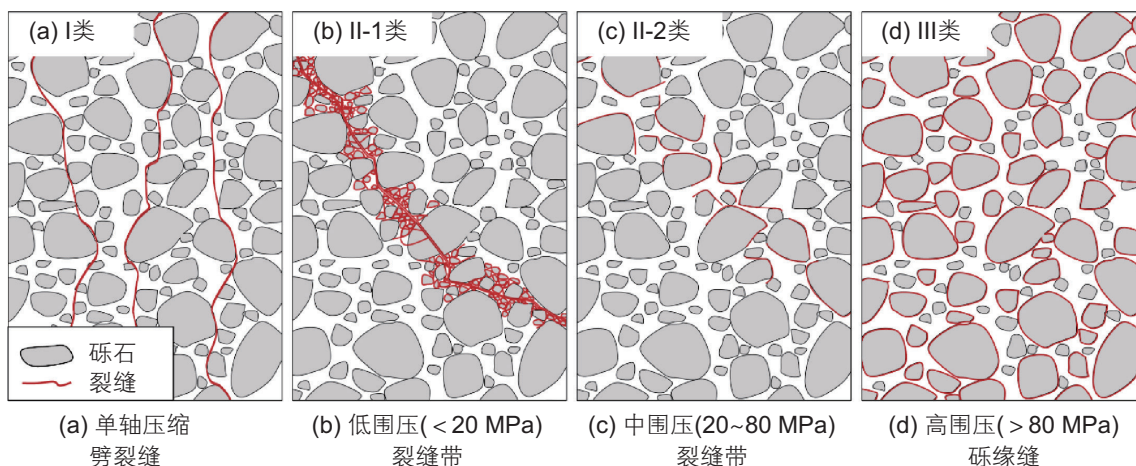 (a) I类
(b) II-1类
(c) II-2类
(d) III类
砾石
裂缝
(a) 单轴压缩
劈裂缝
(b) 低围压(＜20 MPa)
裂缝带
(c) 中围压(20~80 MPa)
裂缝带
(d) 高围压(＞80 MPa)
砾缘缝